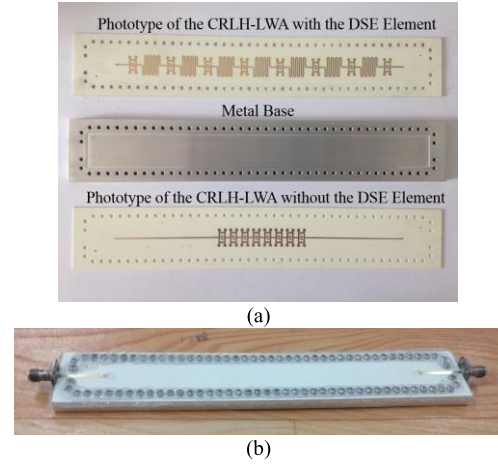 Phototype of the CRLH-LWA with the DSE Element
Metal Base
Phototype of the CRLH-LWA without the DSE Element
(a)
(b)